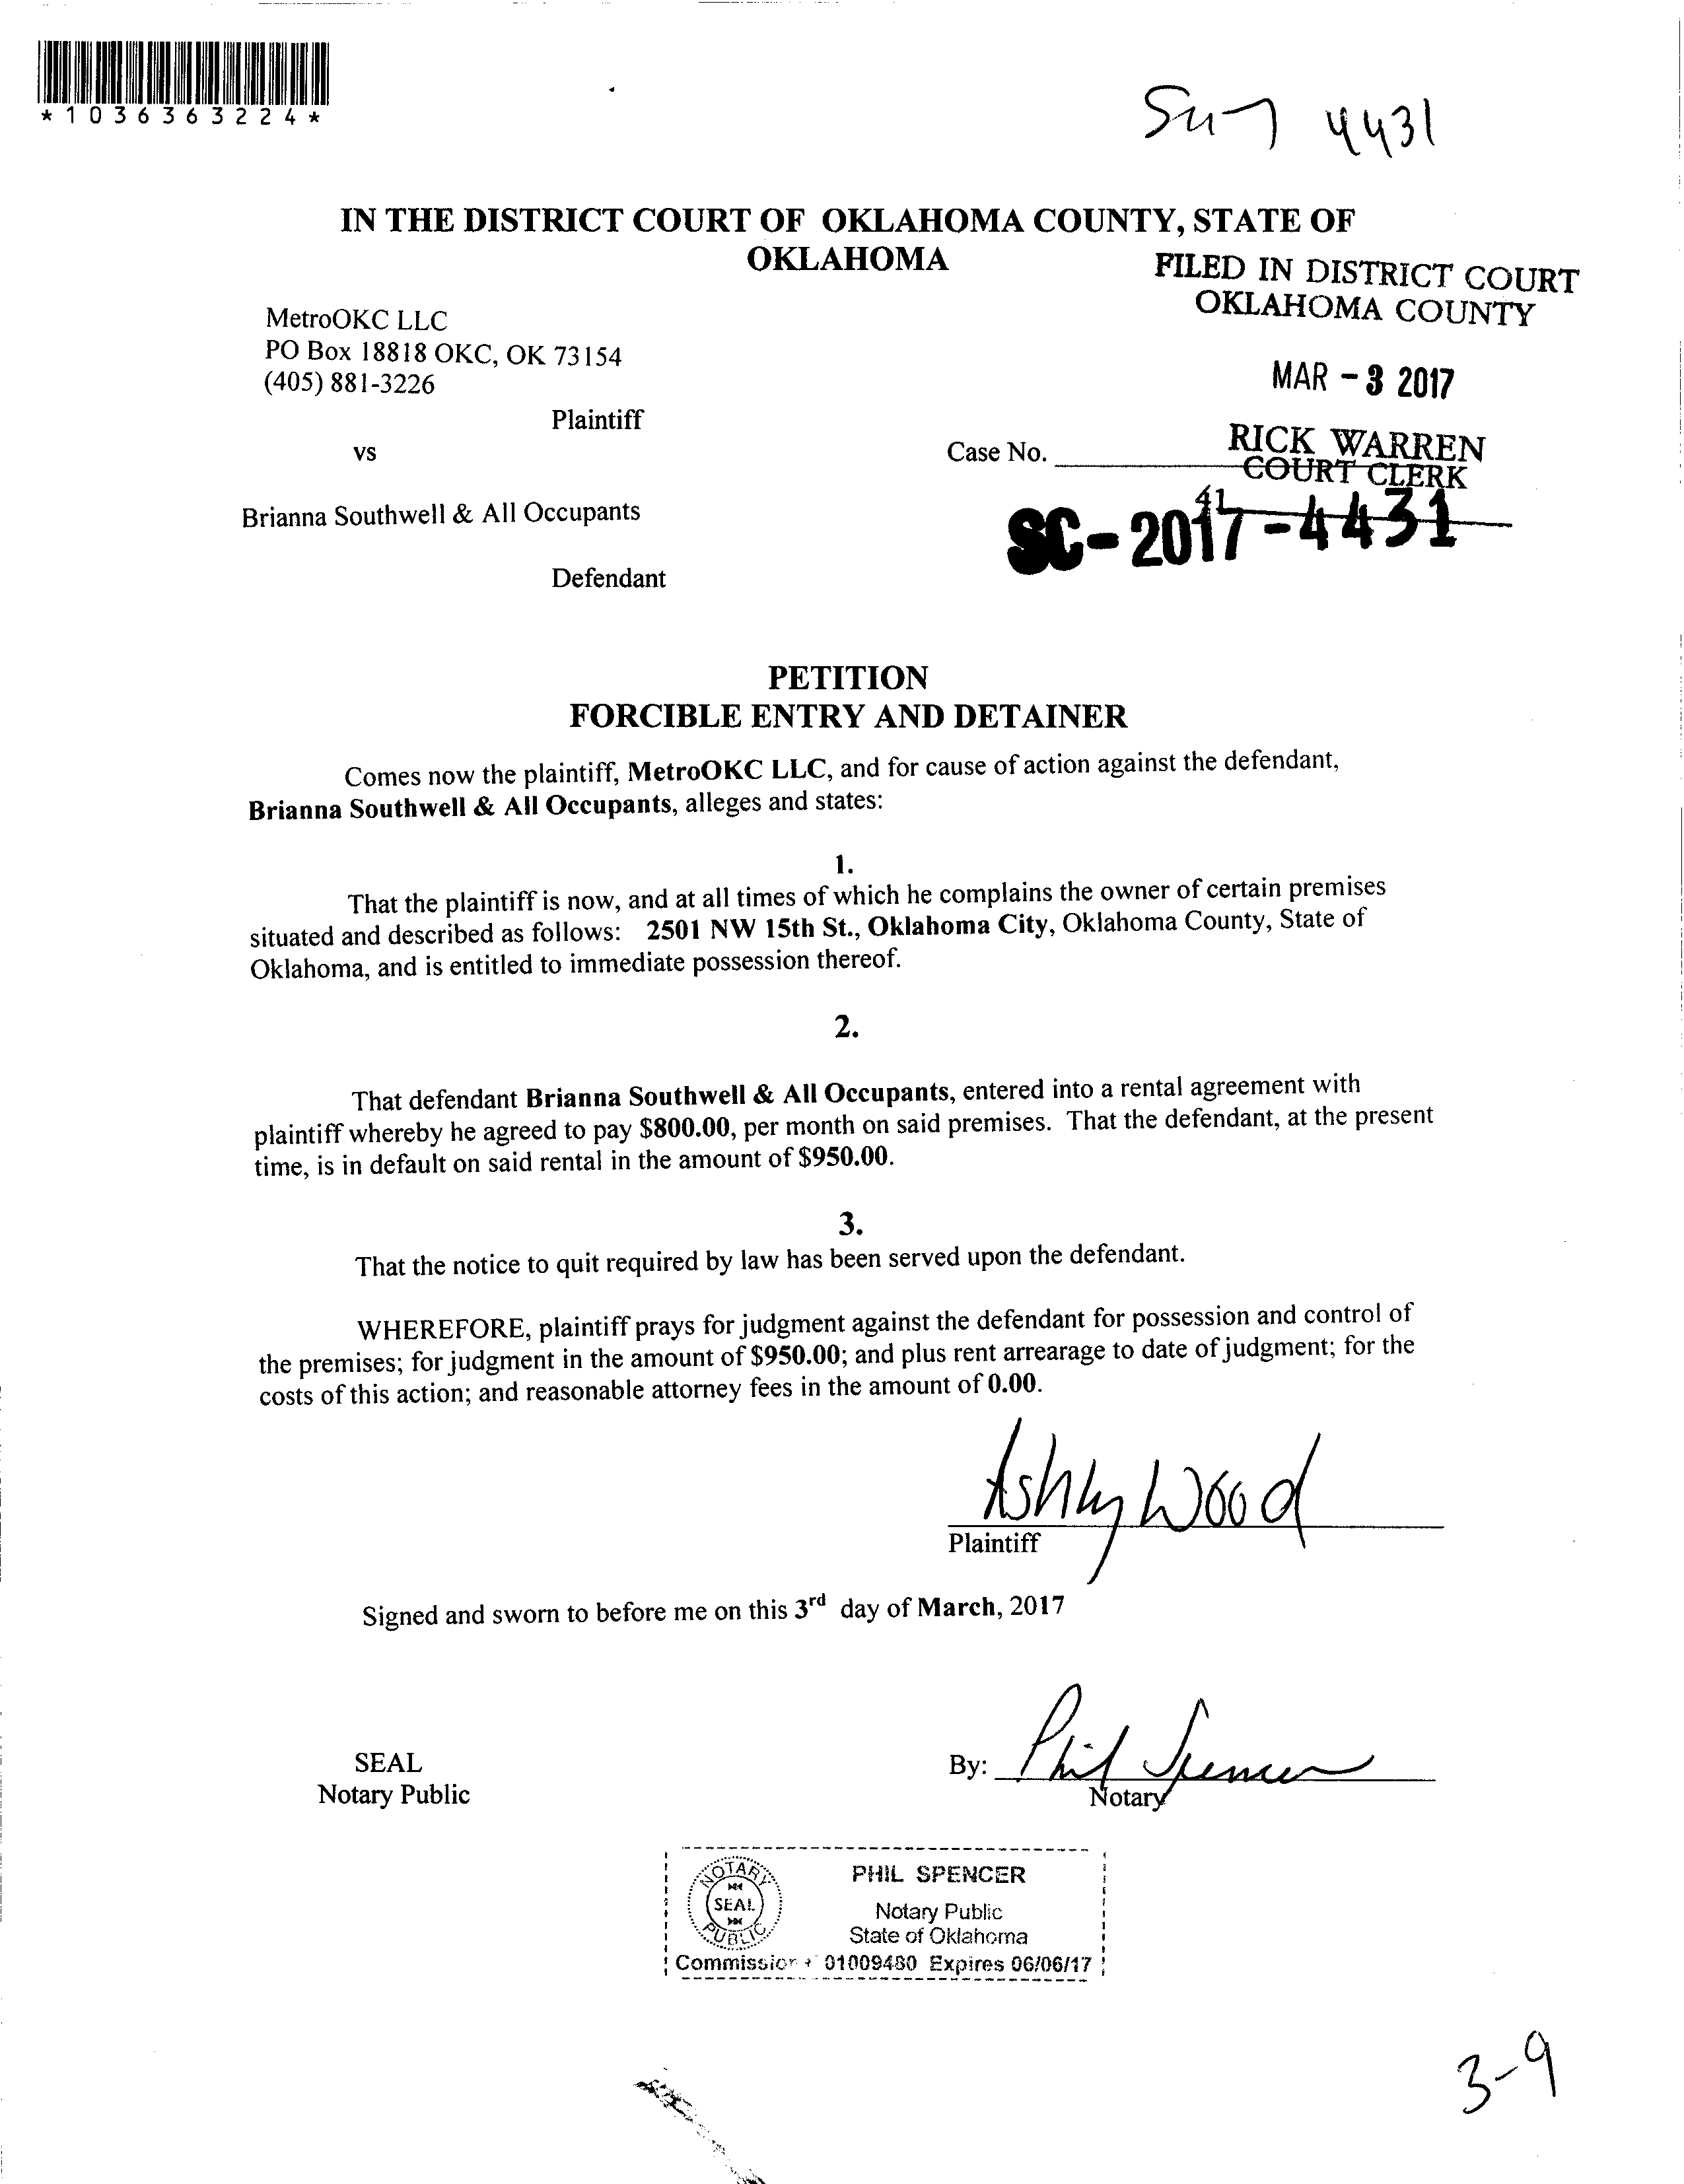 *1036363224*
4431
IN THE DISTRICT COURT OF OKLAHOMA COUNTY, STATE OF
OKLAHOMA
FILED IN DISTRICT COURT
OKLAHOMA COUNTY
MetroOKC LLC
PO Box 18818 OKC, OK 73154
(405) 881-3226
MAR - 3 2017
Plaintiff
vs
Case No.
RICK WARREN
COURT CLERK
41
Brianna Southwell & All Occupants
SC-2017-4431
Defendant
PETITION
FORCIBLE ENTRY AND DETAINER
Comes now the plaintiff, MetroOKC LLC, and for cause of action against the defendant,
Brianna Southwell & All Occupants, alleges and states:
1.
That the plaintiff is now, and at all times of which he complains the owner of certain premises
situated and described as follows: 2501 NW 15th St., Oklahoma City, Oklahoma County, State of
Oklahoma, and is entitled to immediate possession thereof.
2.
That defendant Brianna Southwell & All Occupants, entered into a rental agreement with
plaintiff whereby he agreed to pay $800.00, per month on said premises. That the defendant, at the present
time, is in default on said rental in the amount of $950.00.
3.
That the notice to quit required by law has been served upon the defendant.
WHEREFORE, plaintiff prays for judgment against the defendant for possession and control of
the premises; for judgment in the amount of $950.00; and plus rent arrearage to date of judgment; for the
costs of this action; and reasonable attorney fees in the amount of 0.00.
Ashley Wood
Plaintiff
Signed and sworn to before me on this 3rd day of March, 2017
SEAL
Notary Public
By: Phil Spencer
Notary
NOTARY
SEAL
PUBLIC
PHIL SPENCER
Notary Public
State of Oklahoma
Commission # 01009480 Expires 06/06/17
3-9